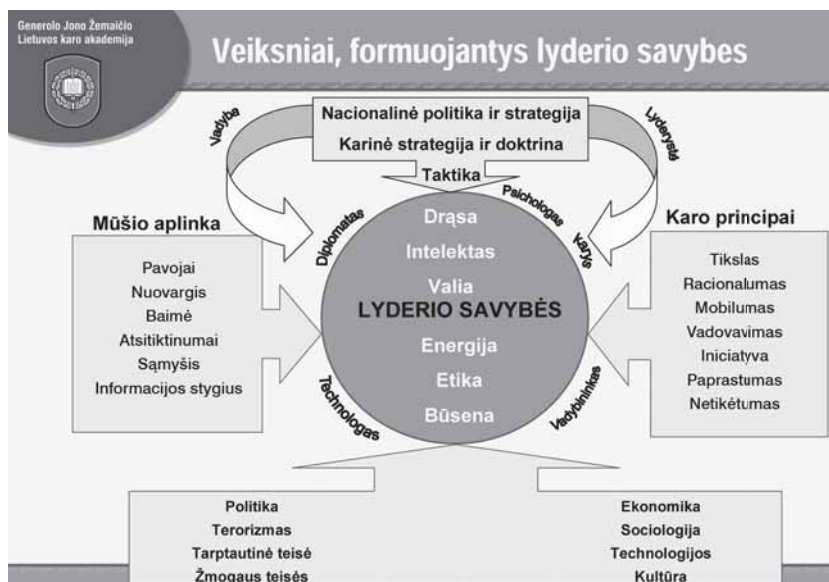 Generolo Jono Žemaičio
Lietuvos karo akademija
Veiksniai, formuojantys lyderio savybes
Vadyba
Nacionalinė politika ir strategija
Karinė strategija ir doktrina
Taktika
Lyderystė
Mūšio aplinka
Pavojai
Nuovargis
Baimė
Atsitiktinumai
Sąmyšis
Informacijos stygius
Diplomatas
Psichologas
Karys
Technologas
Vadybininkas
Drąsa
Intelektas
Valia
LYDERIO SAVYBĖS
Energija
Etika
Būsena
Karo principai
Tikslas
Racionalumas
Mobilumas
Vadovavimas
Iniciatyva
Paprastumas
Netikėtumas
Politika
Terorizmas
Tarptautinė teisė
Žmogaus teisės
Ekonomika
Sociologija
Technologijos
Kultūra